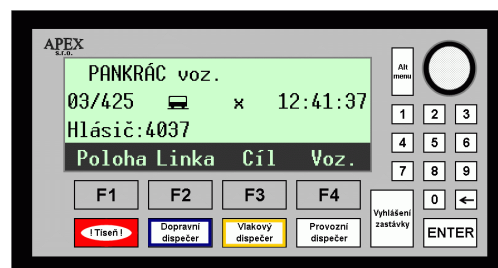 APEX
s.r.o.
PANKRÁC voz.
03/425 x 12:41:37
Hlásič:4037
Poloha Linka Cíl Voz.
F1 F2 F3 F4
! Tíseň !
Dopravní
dispečer
Vlakový
dispečer
Provozní
dispečer
Alt
menu
1 2 3
4 5 6
7 8 9
0 ←
Vyhlášení
zastávky
ENTER